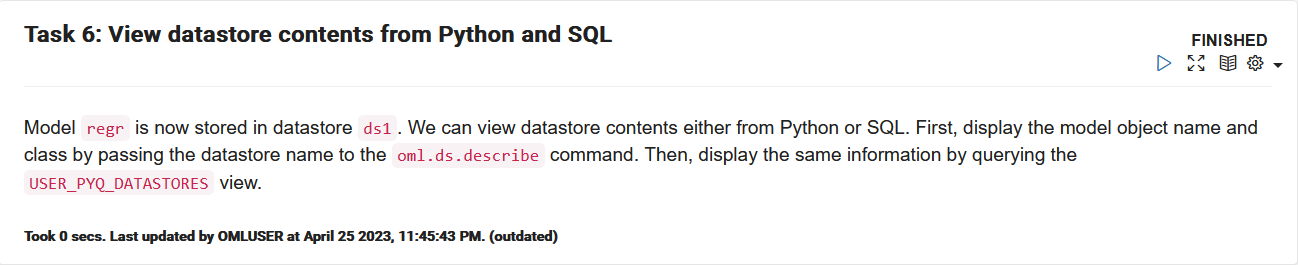 Task 6: View datastore contents from Python and SQL
FINISHED
Model regr is now stored in datastore ds1. We can view datastore contents either from Python or SQL. First, display the model object name and
class by passing the datastore name to the oml.ds.describe command. Then, display the same information by querying the
USER_PYQ_DATASTORES view.
Took 0 secs. Last updated by OMLUSER at April 25 2023, 11:45:43 PM. (outdated)